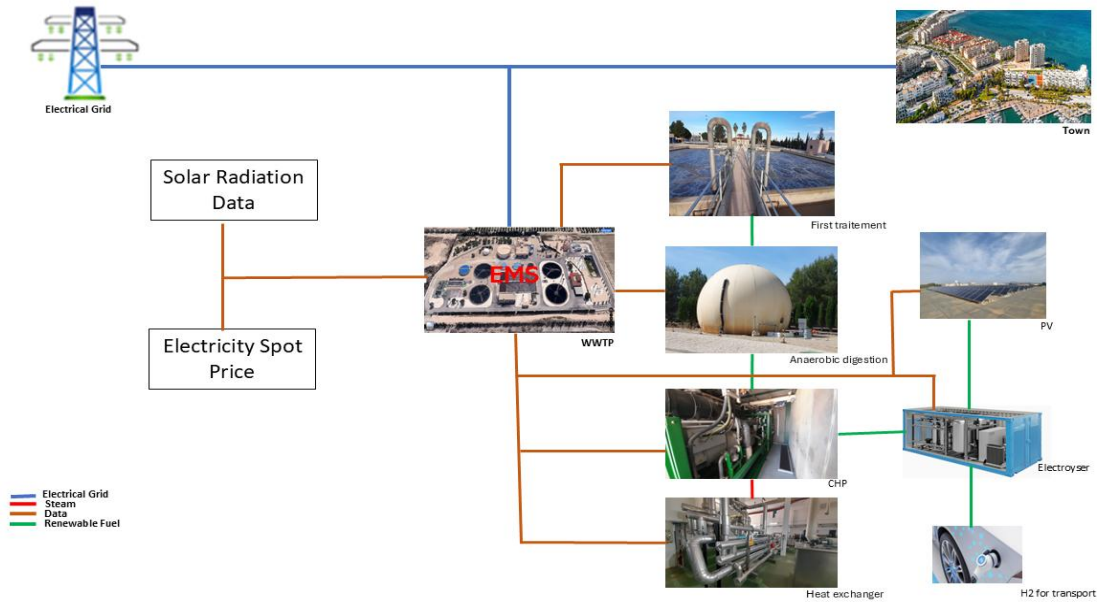 Electrical Grid
Town
Solar Radiation
Data
First traitement
EMS
WWTP
PV
Electricity Spot
Price
Anaerobic digestion
Electroyser
CHP
Electrical Grid
Steam
Data
Renewable Fuel
Heat exchanger
H2 for transport